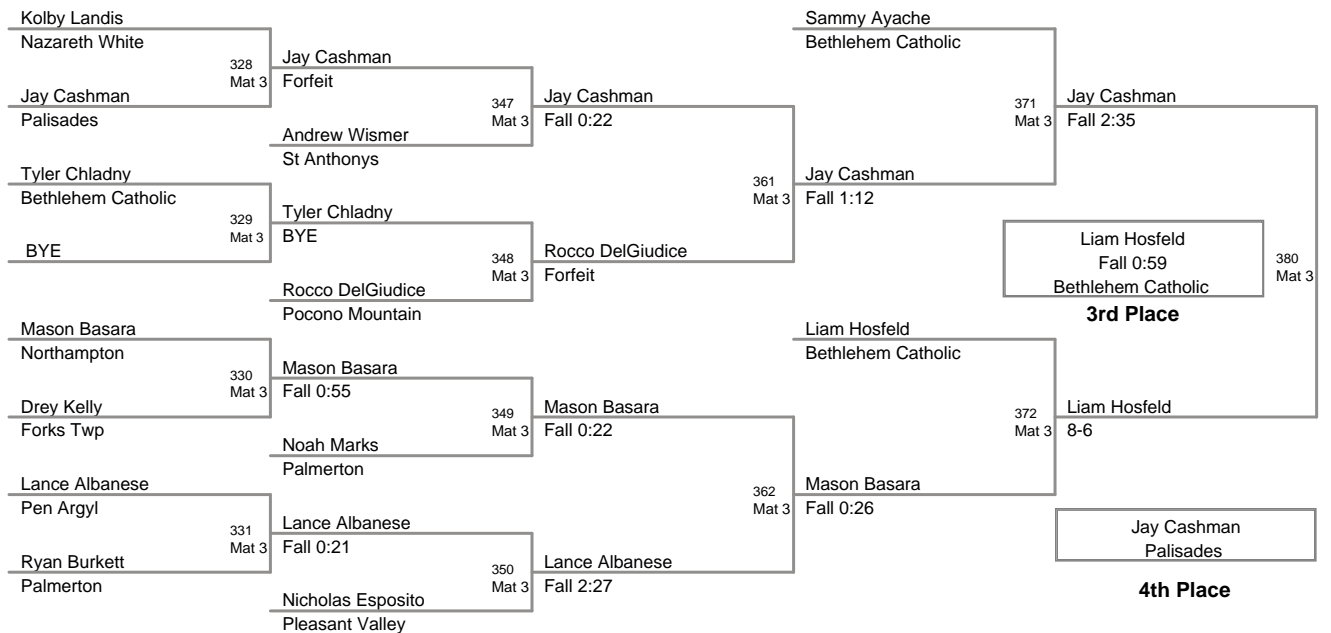 Kolby Landis
Nazareth White
328
Mat 3
Jay Cashman
Palisades
Jay Cashman
Forfeit
347
Mat 3
Andrew Wismer
St Anthonys
Tyler Chladny
Bethlehem Catholic
329
Mat 3
BYE
Tyler Chladny
BYE
348
Mat 3
Rocco DelGiudice
Pocono Mountain
Mason Basara
Northampton
330
Mat 3
Drey Kelly
Forks Twp
Mason Basara
Fall 0:55
349
Mat 3
Noah Marks
Palmerton
Lance Albanese
Pen Argyl
331
Mat 3
Ryan Burkett
Palmerton
Lance Albanese
Fall 0:21
350
Mat 3
Nicholas Esposito
Pleasant Valley
Jay Cashman
Fall 0:22
361
Mat 3
Rocco DelGiudice
Forfeit
Mason Basara
Fall 0:22
362
Mat 3
Lance Albanese
Fall 2:27
Sammy Ayache
Bethlehem Catholic
371
Mat 3
Jay Cashman
Fall 1:12
Liam Hosfeld
Bethlehem Catholic
372
Mat 3
Mason Basara
Fall 0:26
Jay Cashman
Fall 2:35
380
Mat 3
Liam Hosfeld
8-6
Liam Hosfeld
Fall 0:59
Bethlehem Catholic
3rd Place
Jay Cashman
Palisades
4th Place